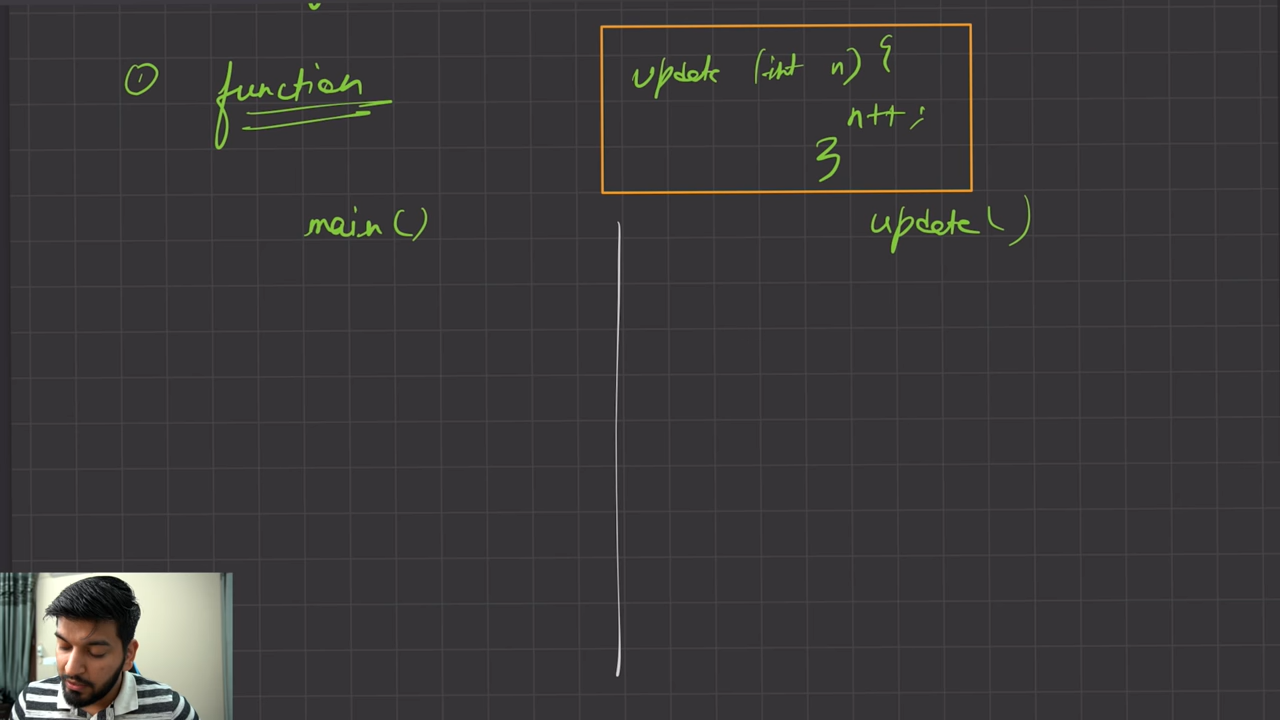 ① function
update (int n) {
n++ ;
}
main()
update()